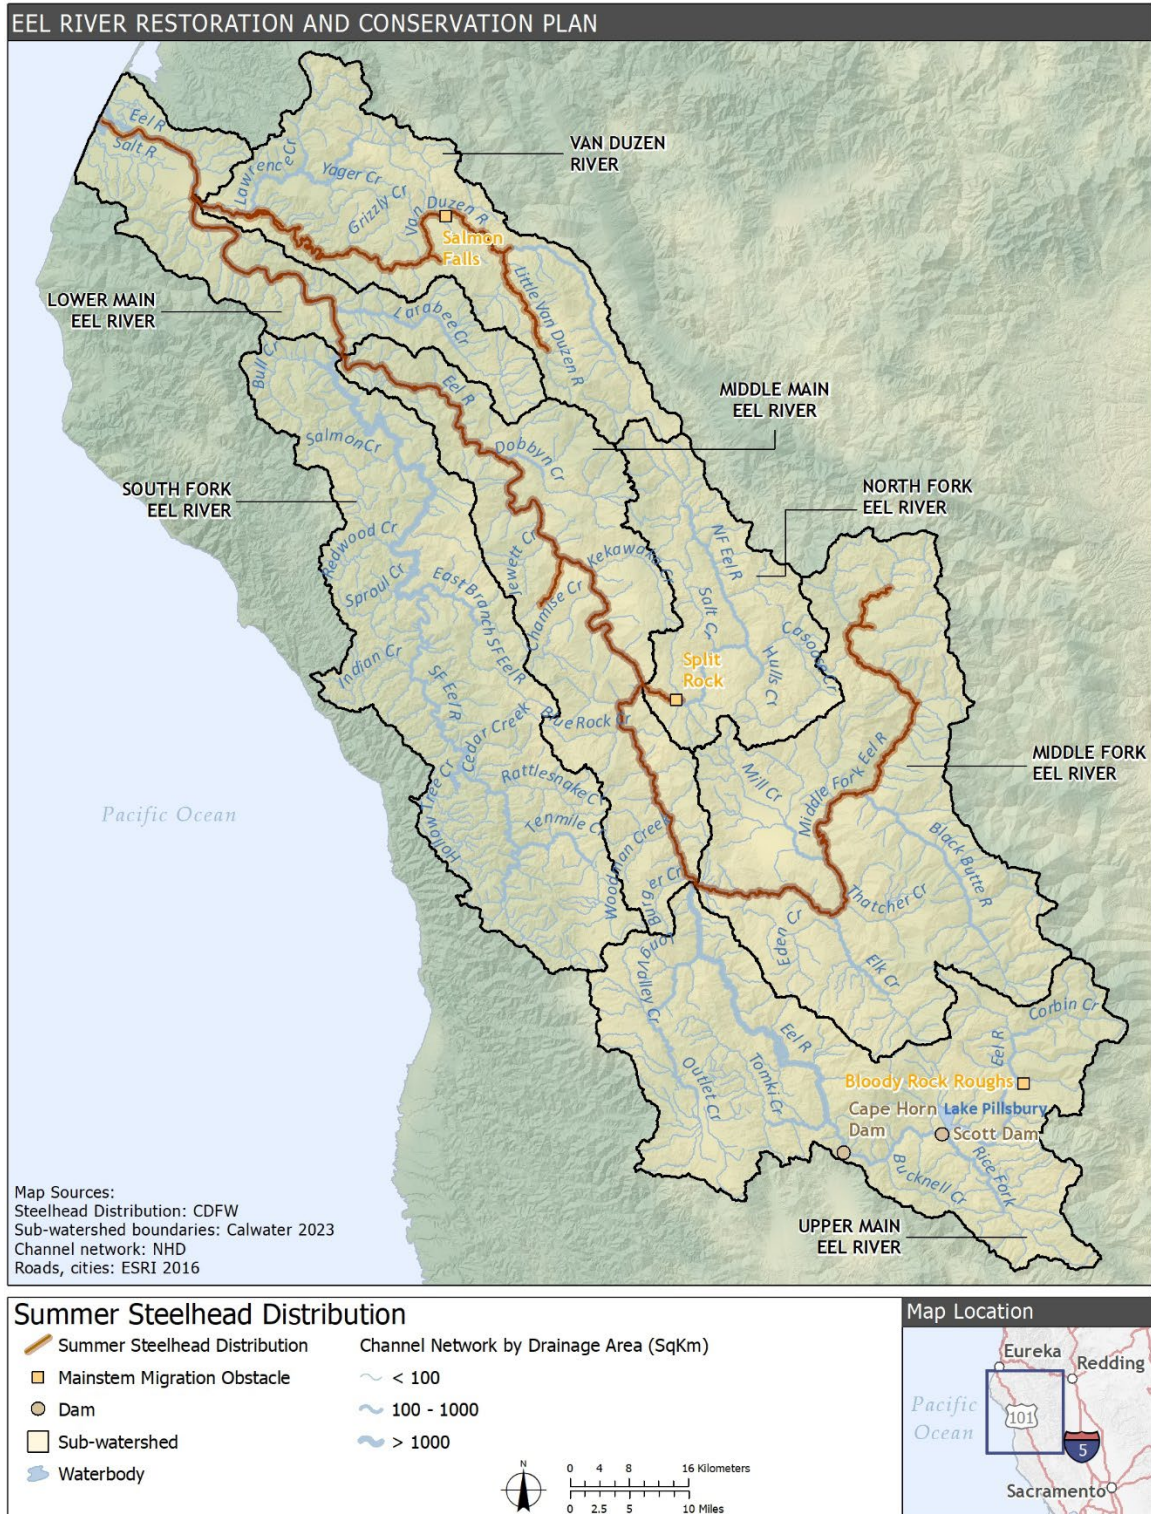 EEL RIVER RESTORATION AND CONSERVATION PLAN
Eel R
Salt R
Lawrence Cr
Yager Cr
Grizzly Cr
Van Duzen R
VAN DUZEN
RIVER
Salmon
Falls
Little Van Duzen R
LOWER MAIN
EEL RIVER
Larabee Cr
Bull Cr
Eel R
MIDDLE MAIN
EEL RIVER
Salmon Cr
Dobbyn Cr
SOUTH FORK
EEL RIVER
NORTH FORK
EEL RIVER
Redwood Cr
Sproul Cr
East Branch SF Eel R
Jewett Cr
Kekawaka Cr
Chamise Cr
NF Eel R
Salt Cr
Casoose Cr
Hulls Cr
Split
Rock
Indian Cr
SF Eel R
Cedar Creek
Blue Rock Cr
Hollow Tree Cr
Rattlesnake Cr
Tenmile Cr
Mill Cr
Middle Fork Eel R
MIDDLE FORK
EEL RIVER
Black Butte R
Pacific Ocean
Woodman Creek
Burger Cr
Thatcher Cr
Eden Cr
Elk Cr
Long Valley Cr
Eel R
Outlet Cr
Tomki Cr
Corbin Cr
Eel R
Bloody Rock Roughs
Cape Horn
Dam
Lake Pillsbury
Scott Dam
Rice Fork
Bucknell Cr
UPPER MAIN
EEL RIVER
Map Sources:
Steelhead Distribution: CDFW
Sub-watershed boundaries: Calwater 2023
Channel network: NHD
Roads, cities: ESRI 2016
Summer Steelhead Distribution
Summer Steelhead Distribution
Mainstem Migration Obstacle
Dam
Sub-watershed
Waterbody
Channel Network by Drainage Area (SqKm)
< 100
100 - 1000
> 1000
N
0 4 8 16 Kilometers
0 2.5 5 10 Miles
Map Location
Eureka
Redding
Pacific
Ocean
101
5
Sacramento